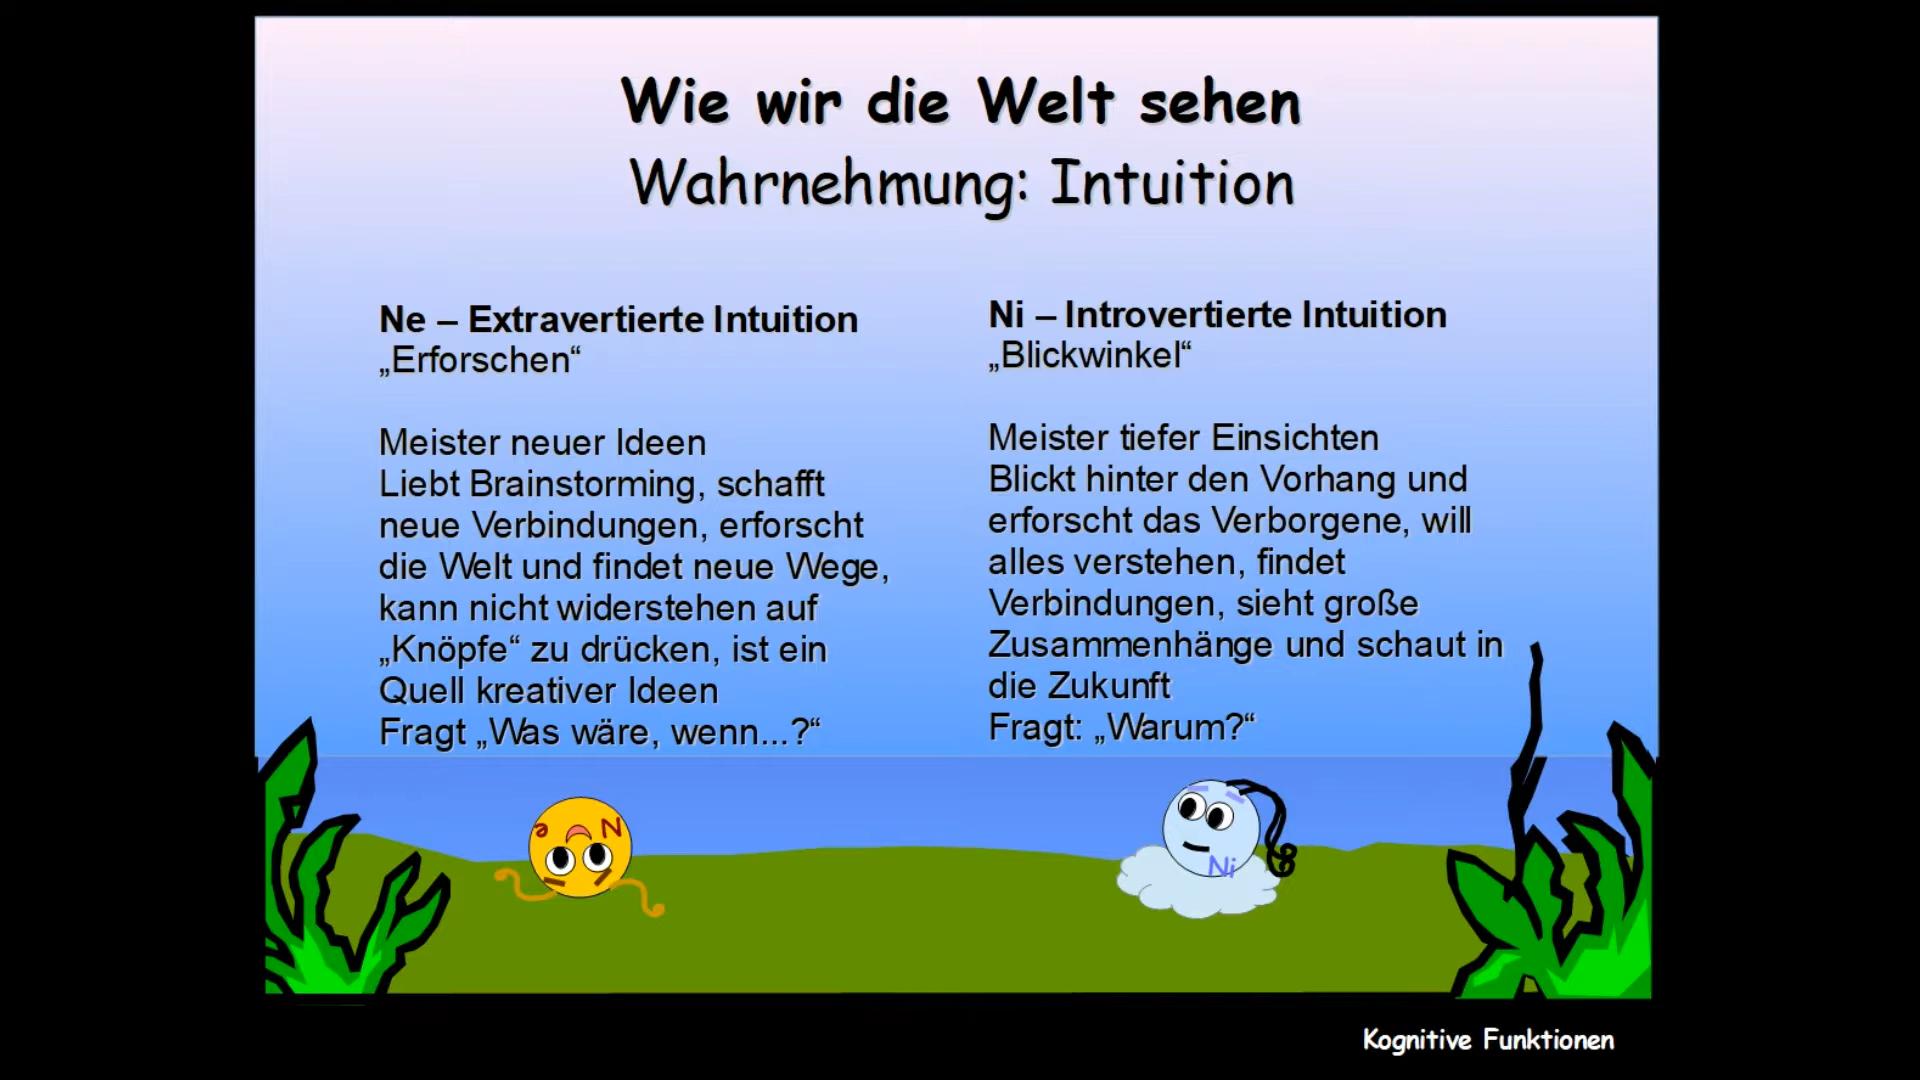 Wie wir die Welt sehen
Wahrnehmung: Intuition
Ne – Extravertierte Intuition
„Erforschen“
Meister neuer Ideen
Liebt Brainstorming, schafft
neue Verbindungen, erforscht
die Welt und findet neue Wege,
kann nicht widerstehen auf
„Knöpfe“ zu drücken, ist ein
Quell kreativer Ideen
Fragt „Was wäre, wenn...?“
Ni – Introvertierte Intuition
„Blickwinkel“
Meister tiefer Einsichten
Blickt hinter den Vorhang und
erforscht das Verborgene, will
alles verstehen, findet
Verbindungen, sieht große
Zusammenhänge und schaut in
die Zukunft
Fragt: „Warum?“
e N
Ni
Kognitive Funktionen